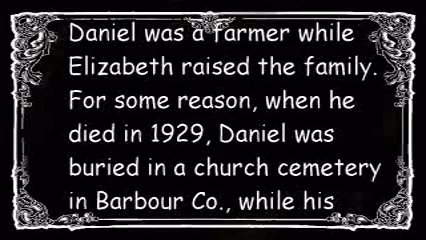 Daniel was a farmer while
Elizabeth raised the family.
For some reason, when he
died in 1929, Daniel was
buried in a church cemetery
in Barbour Co., while his